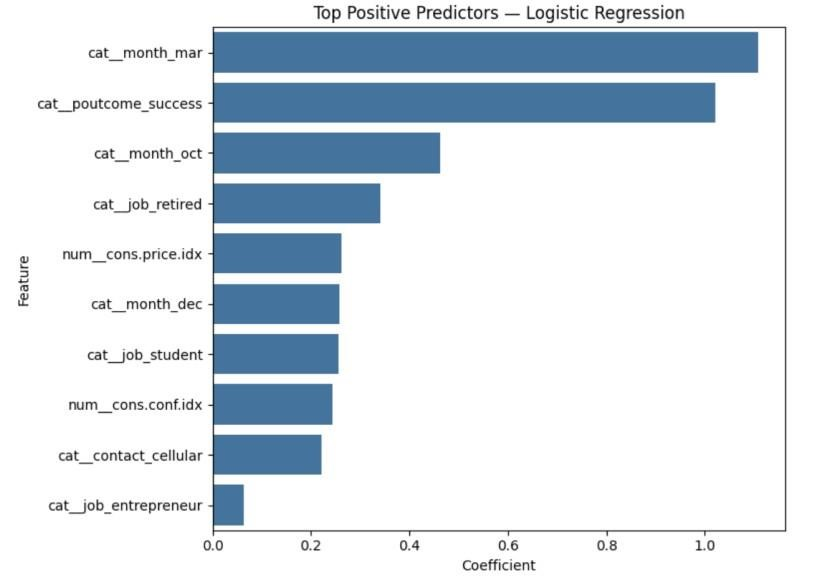 Top Positive Predictors — Logistic Regression
Feature
cat__month_mar
cat__poutcome_success
cat__month_oct
cat__job_retired
num__cons.price.idx
cat__month_dec
cat__job_student
num__cons.conf.idx
cat__contact_cellular
cat__job_entrepreneur
0.0 0.2 0.4 0.6 0.8 1.0
Coefficient